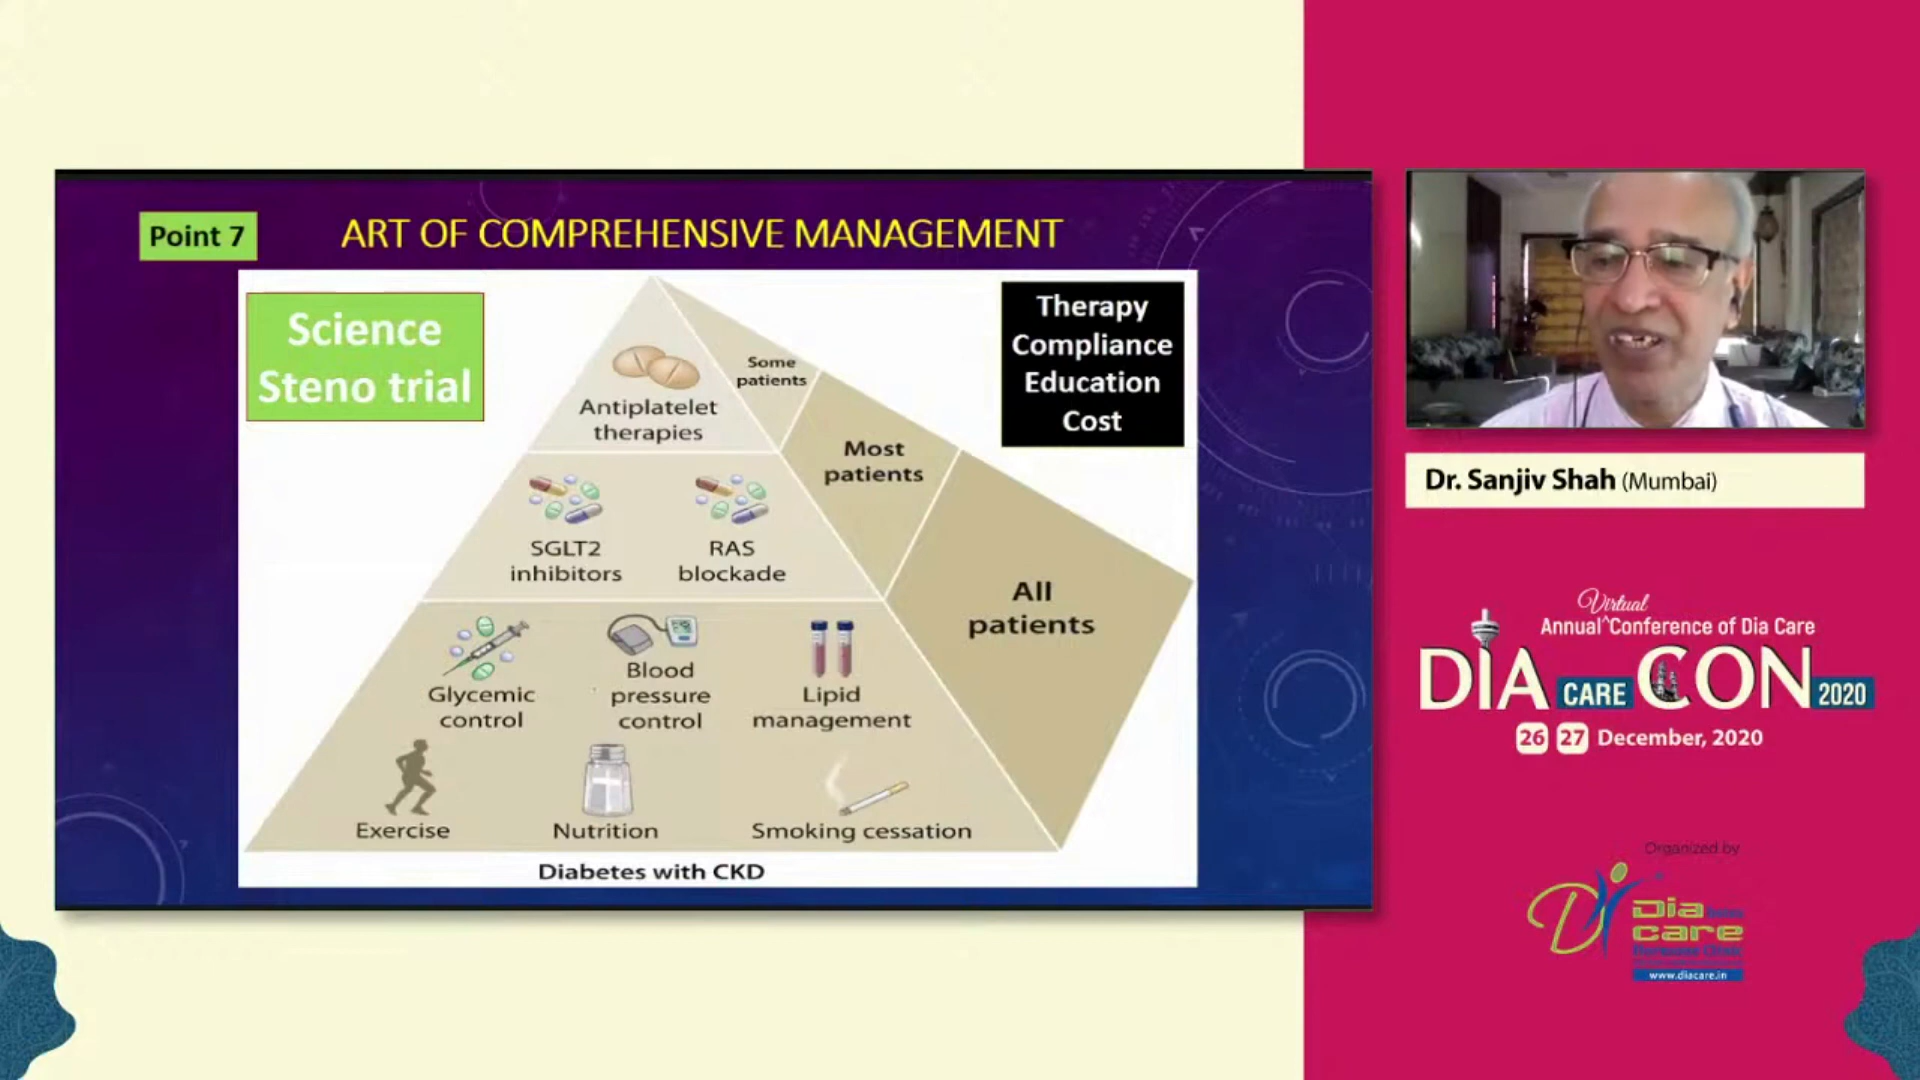 Point 7
ART OF COMPREHENSIVE MANAGEMENT
Science
Steno trial
Therapy
Compliance
Education
Cost
Some
patients
Antiplatelet
therapies
Most
patients
SGLT2
inhibitors
RAS
blockade
All
patients
Glycemic
control
Blood
pressure
control
Lipid
management
Exercise
Nutrition
Smoking cessation
Diabetes with CKD
Dr. Sanjiv Shah (Mumbai)
Virtual
Annual^Conference of Dia Care
DIA CARE CON 2020
26 27 December, 2020
Organized by
Dia
care
www.diacare.in